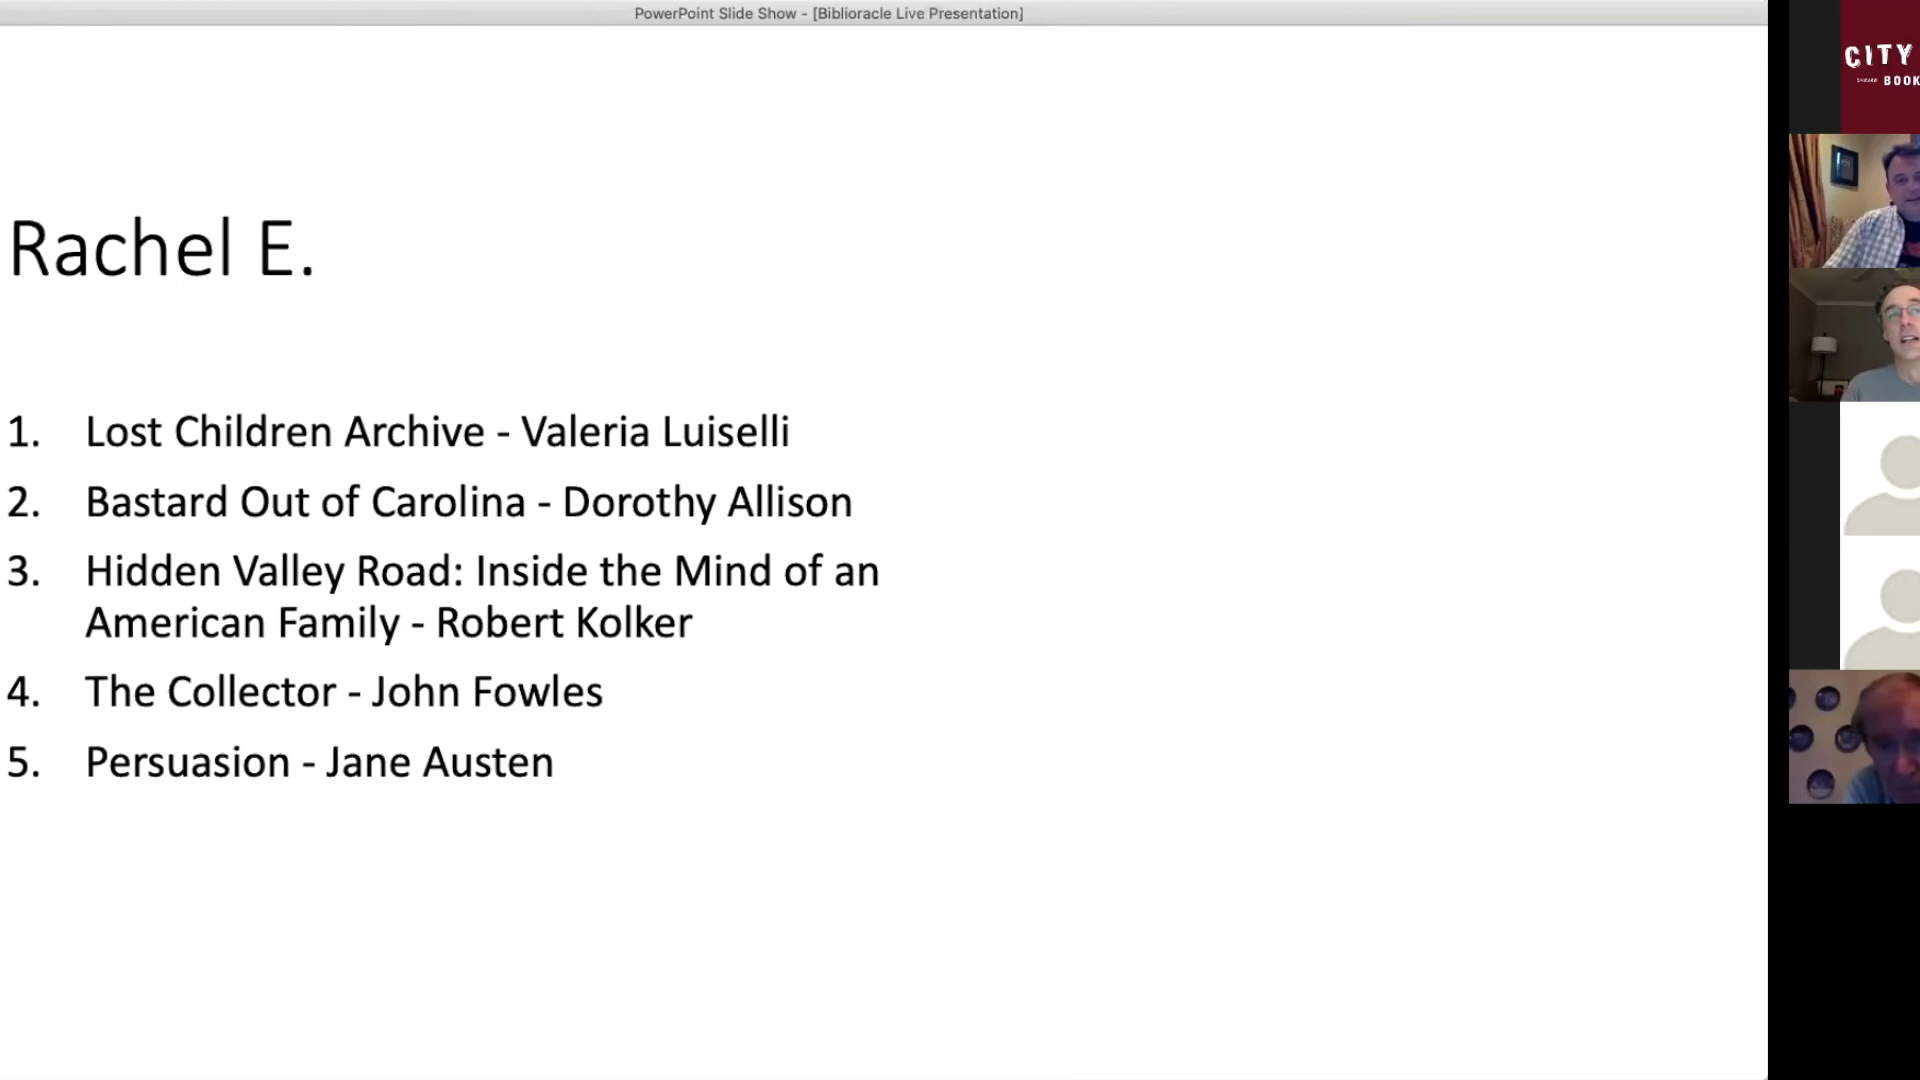 PowerPoint Slide Show - [Biblioracle Live Presentation]
CITY
BOOK
Rachel E.
1. Lost Children Archive - Valeria Luiselli
2. Bastard Out of Carolina - Dorothy Allison
3. Hidden Valley Road: Inside the Mind of an
American Family - Robert Kolker
4. The Collector - John Fowles
5. Persuasion - Jane Austen